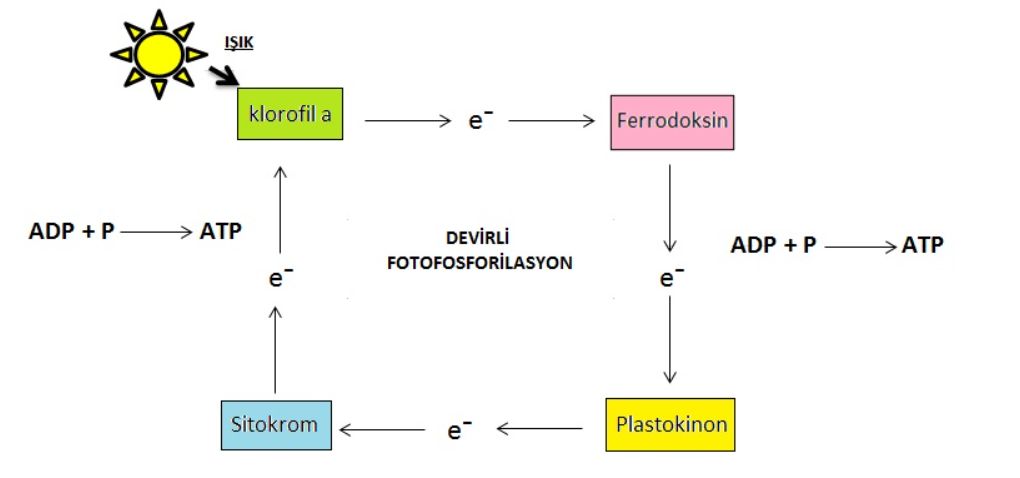 IŞIK
klorofil a
e⁻
Ferrodoksin
ADP + P → ATP
DEVİRLİ
FOTOFOSFORİLASYON
ADP + P → ATP
e⁻
e⁻
Sitokrom
e⁻
Plastokinon